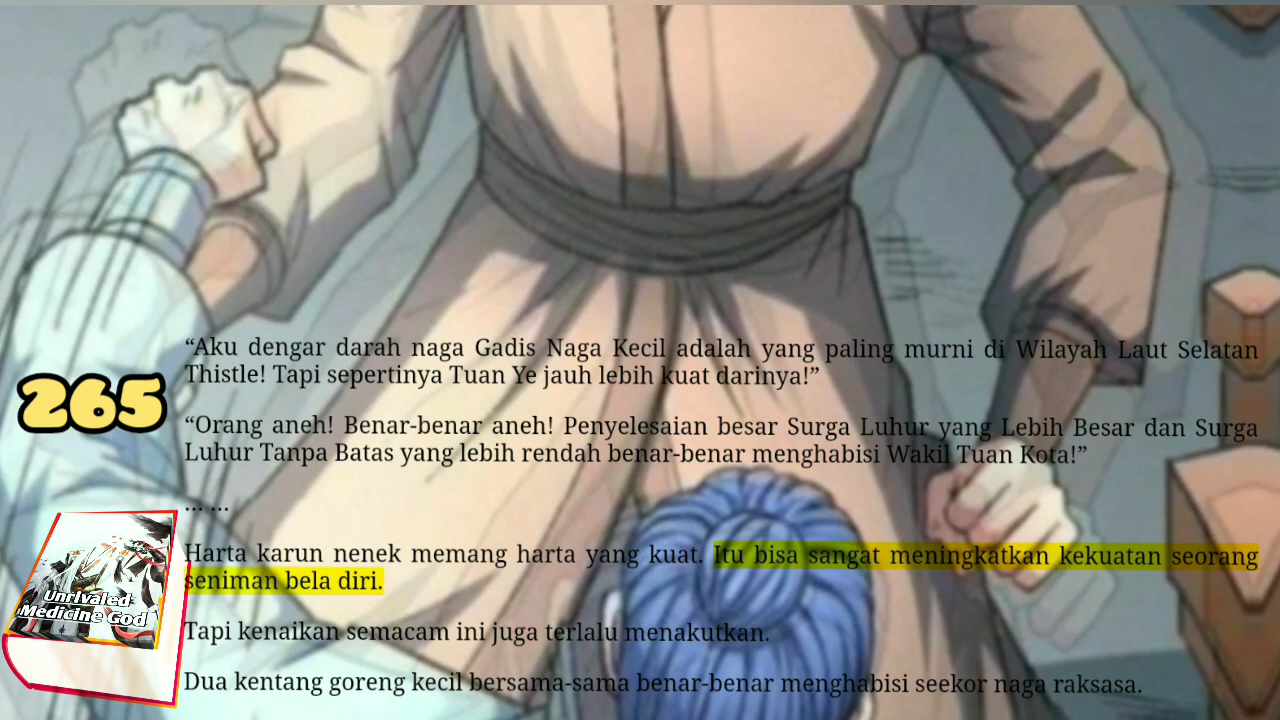 “Aku dengar darah naga Gadis Naga Kecil adalah yang paling murni di Wilayah Laut Selatan
Thistle! Tapi sepertinya Tuan Ye jauh lebih kuat darinya!”
265
“Orang aneh! Benar-benar aneh! Penyelesaian besar Surga Luhur yang Lebih Besar dan Surga
Luhur Tanpa Batas yang lebih rendah benar-benar menghabisi Wakil Tuan Kota!”
... ...
Harta karun nenek memang harta yang kuat. Itu bisa sangat meningkatkan kekuatan seorang
seniman bela diri.
Unrivaled
Medicine God
Tapi kenaikan semacam ini juga terlalu menakutkan.
Dua kentang goreng kecil bersama-sama benar-benar menghabisi seekor naga raksasa.